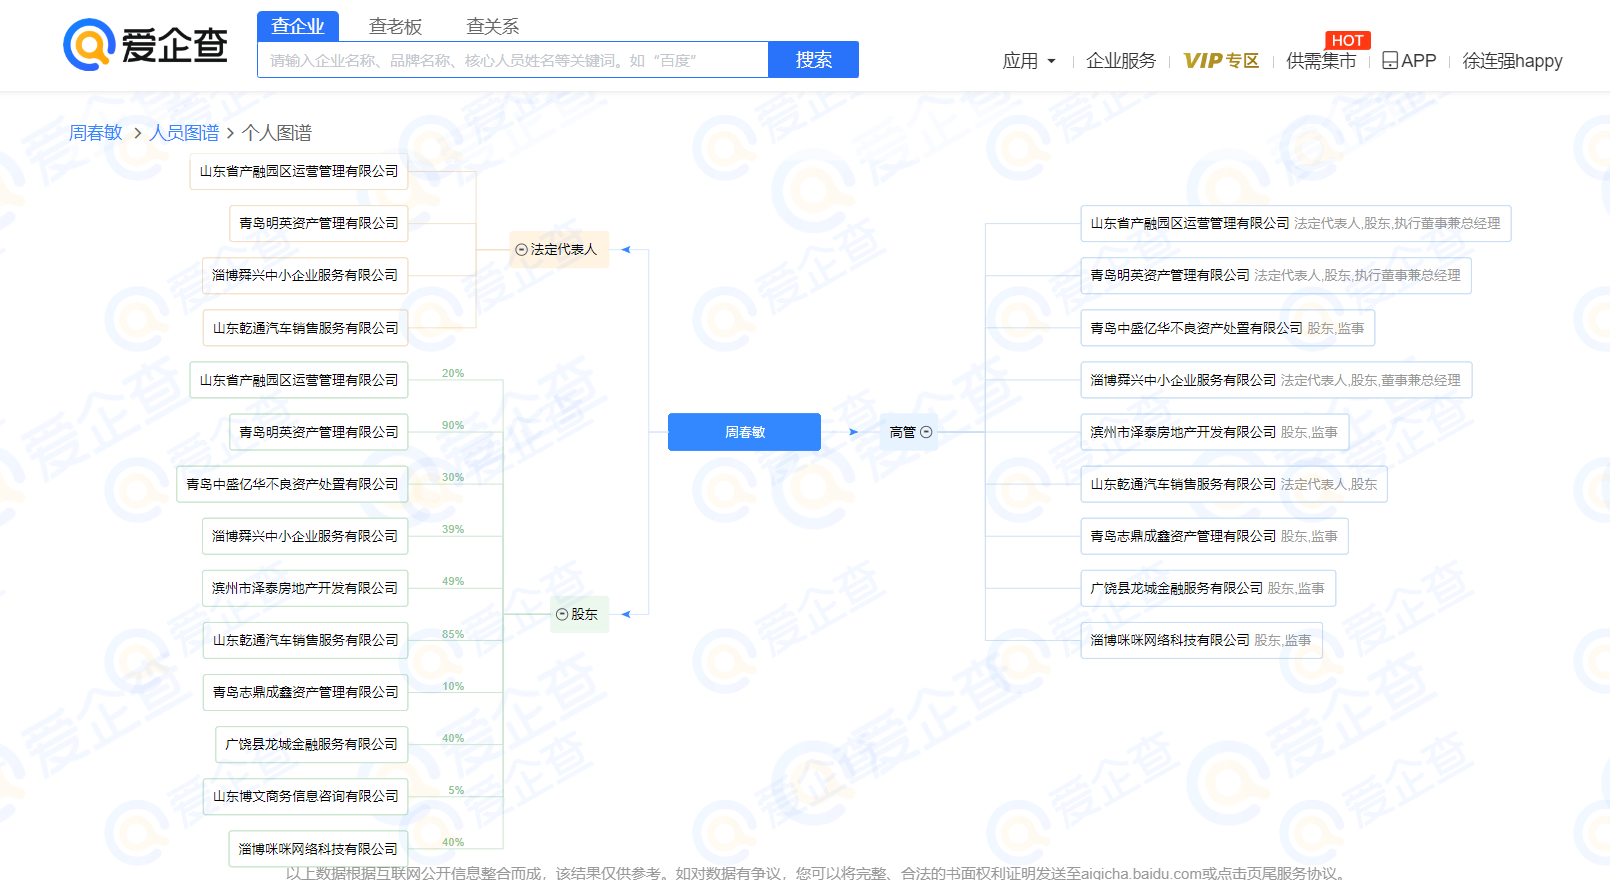 爱企查
查企业 查老板 查关系
请输入企业名称、品牌名称、核心人员姓名等关键词。如“百度” 搜索
应用 企业服务 VIP专区 供需集市 HOT APP 徐连强happy
周春敏 > 人员图谱 > 个人图谱
山东省产融园区运营管理有限公司
青岛明英资产管理有限公司
淄博舜兴中小企业服务有限公司
山东乾通汽车销售服务有限公司
法定代表人
山东省产融园区运营管理有限公司 20%
青岛明英资产管理有限公司 90%
青岛中盛亿华不良资产处置有限公司 30%
淄博舜兴中小企业服务有限公司 39%
滨州市泽泰房地产开发有限公司 49%
山东乾通汽车销售服务有限公司 85%
青岛志鼎成鑫资产管理有限公司 10%
广饶县龙城金融服务有限公司 40%
山东博文商务信息咨询有限公司 5%
淄博咪咪网络科技有限公司 40%
股东
周春敏
高管
山东省产融园区运营管理有限公司 法定代表人,股东,执行董事兼总经理
青岛明英资产管理有限公司 法定代表人,股东,执行董事兼总经理
青岛中盛亿华不良资产处置有限公司 股东,监事
淄博舜兴中小企业服务有限公司 法定代表人,股东,董事兼总经理
滨州市泽泰房地产开发有限公司 股东,监事
山东乾通汽车销售服务有限公司 法定代表人,股东
青岛志鼎成鑫资产管理有限公司 股东,监事
广饶县龙城金融服务有限公司 股东,监事
淄博咪咪网络科技有限公司 股东,监事
以上数据根据互联网公开信息整合而成，该结果仅供参考。如对数据有争议，您可以将完整、合法的书面权利证明发送至aiqicha.baidu.com或点击页尾服务协议。